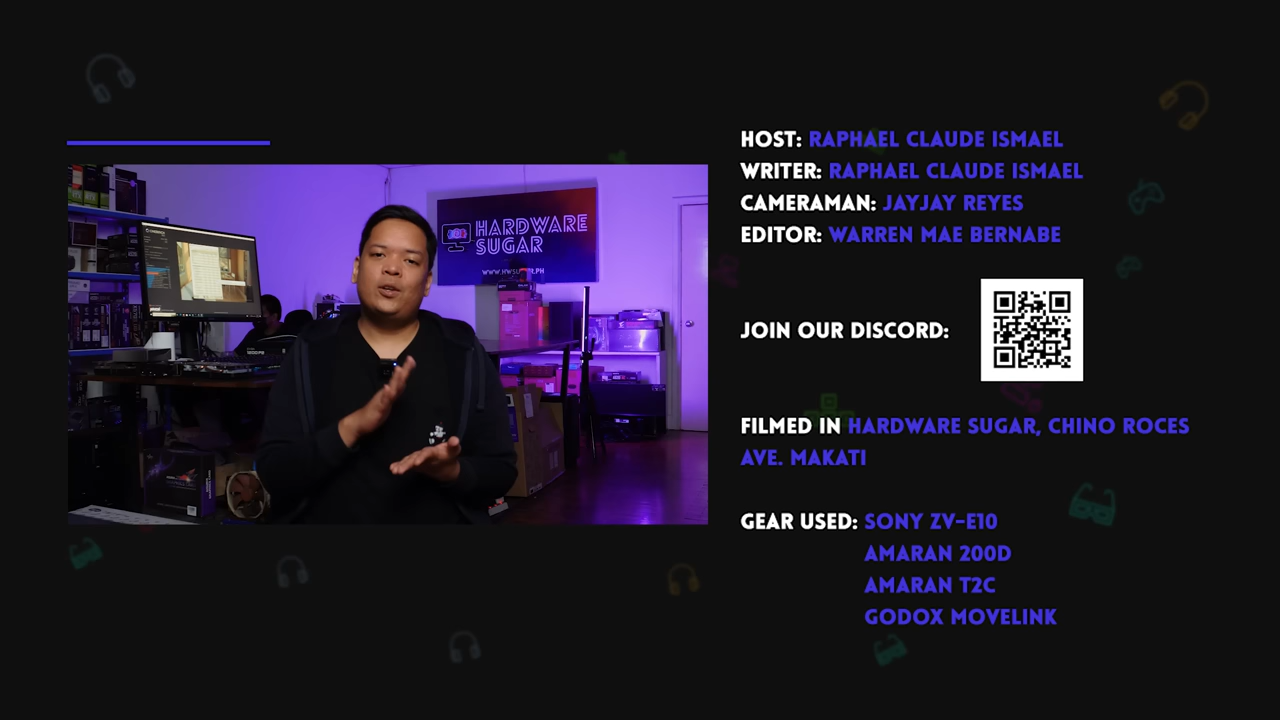 HOST: RAPHAEL CLAUDE ISMAEL
WRITER: RAPHAEL CLAUDE ISMAEL
CAMERAMAN: JAYJAY REYES
EDITOR: WARREN MAE BERNABE
HARDWARE
SUGAR
JOIN OUR DISCORD:
FILMED IN HARDWARE SUGAR, CHINO ROCES
AVE. MAKATI
GEAR USED: SONY ZV-E10
AMARAN 200D
AMARAN T2C
GODOX MOVELINK